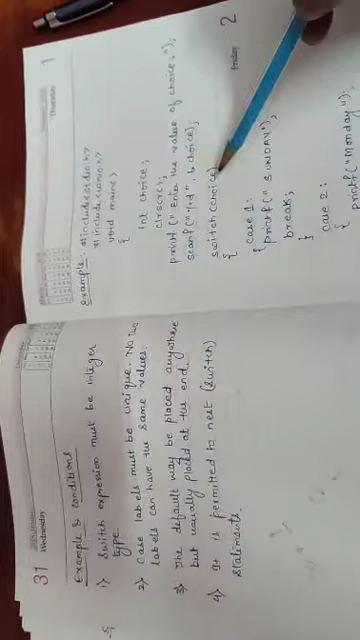 31
Wednesday
Example & conditions
1) Switch expression must be integer
type.
2) Case labels must be unique. No two
labels can have the same values.
3) The default may be placed anywhere
but usually placed at the end.
4) It is permitted to nest (switch)
statements.
Thursday
1
Example:- #include<stdio.h>
#include<conio.h>
void main()
{
int choice;
clrscr();
printf("Enter the value of choice:");
scanf("%d", &choice);
switch(choice)
Friday
2
{
case 1:
{ printf("SUNDAY");
break;
}
case 2:
{ printf("Monday");